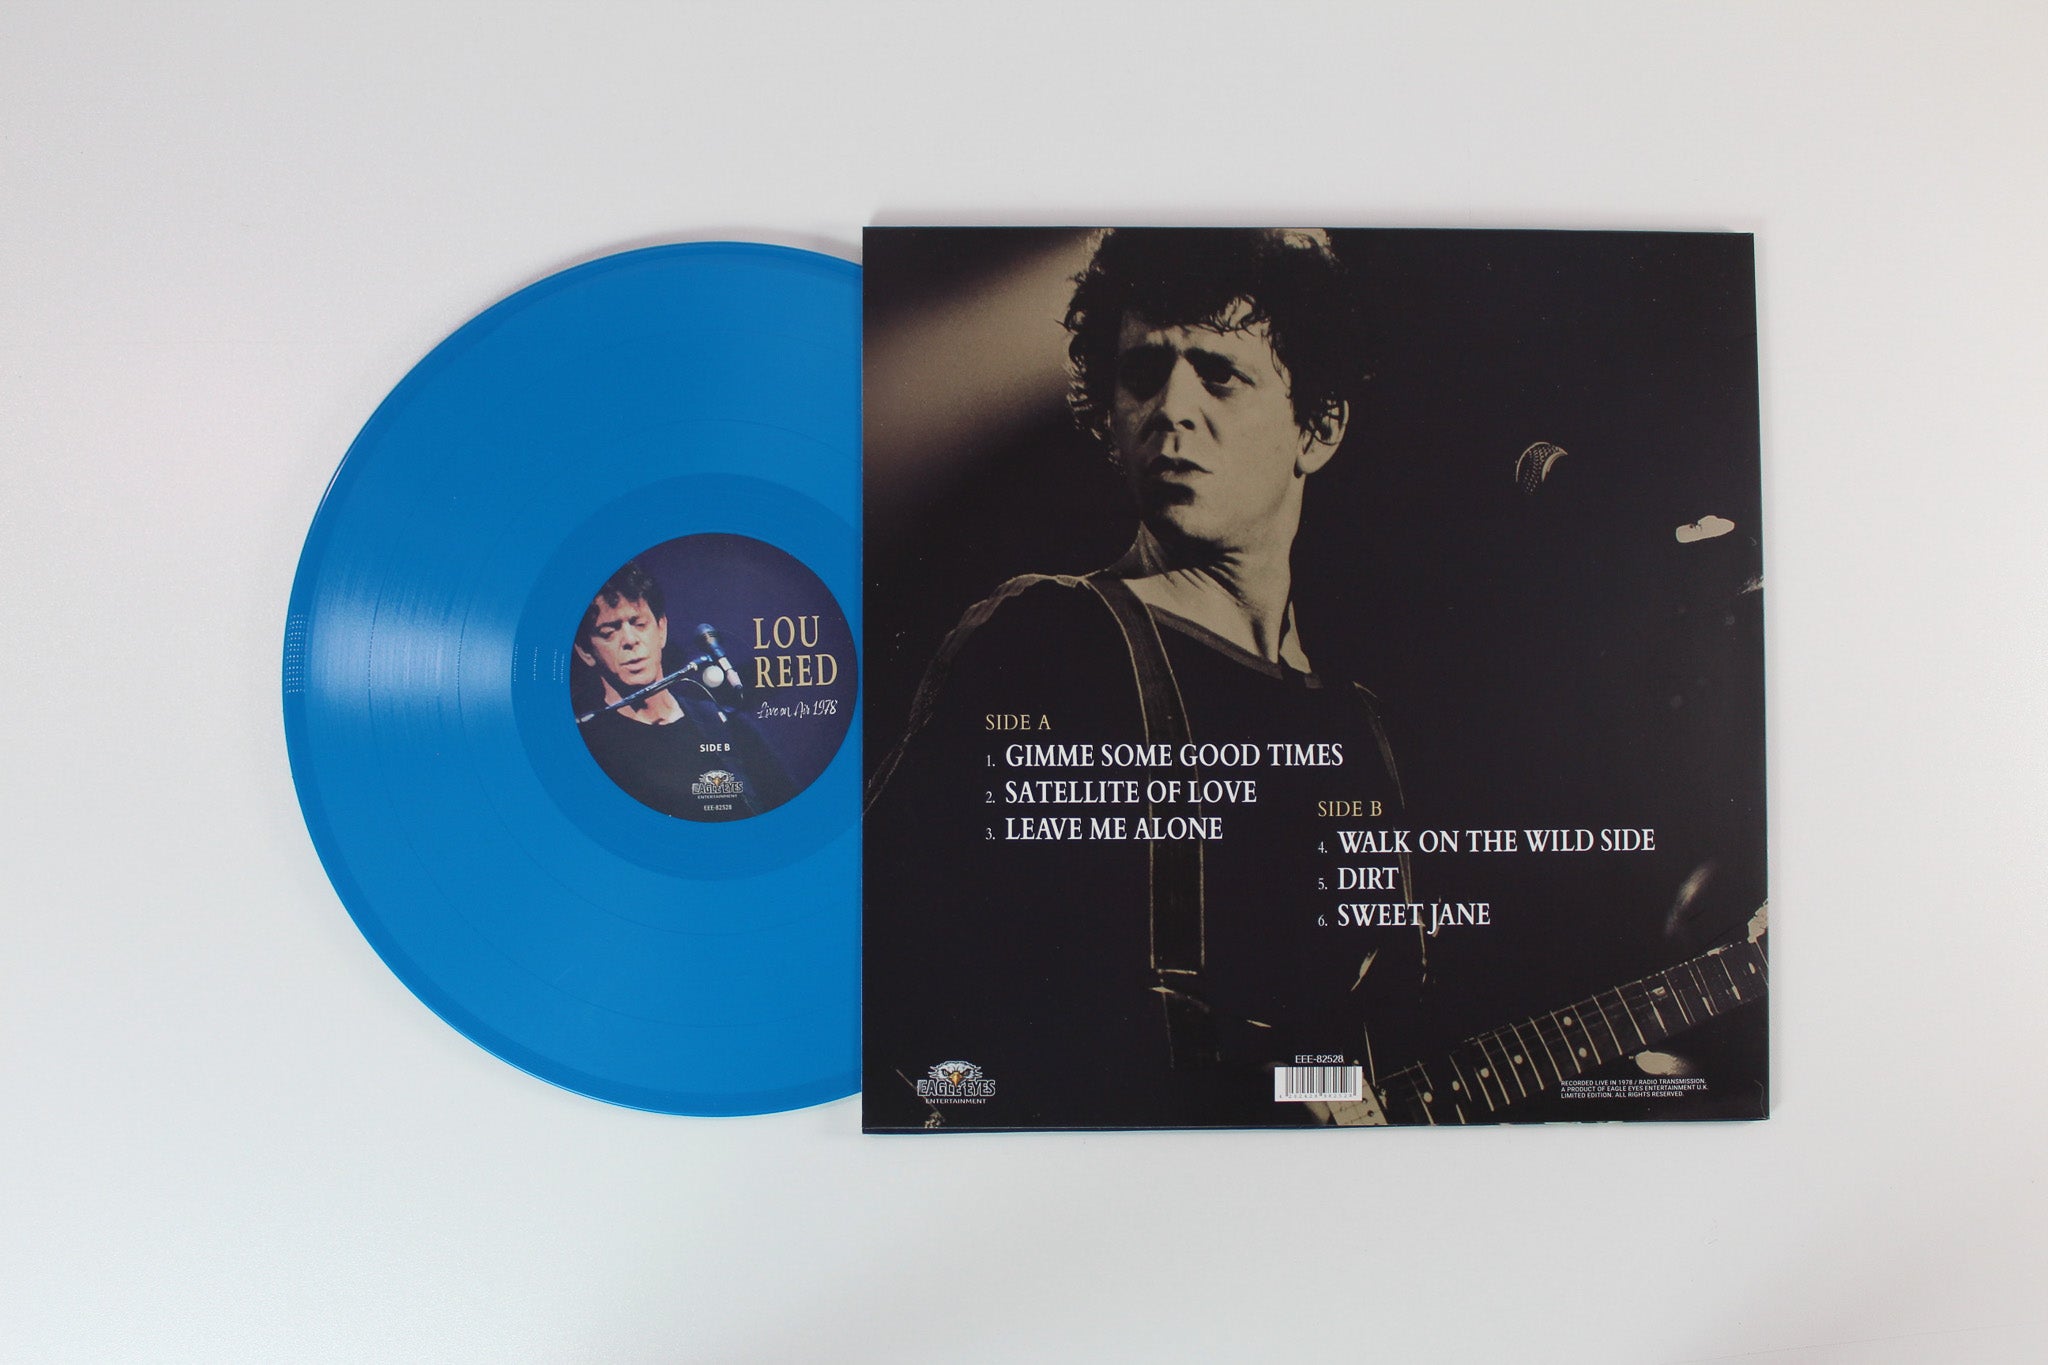 LOU
REED
Live on Air 1978
SIDE B
EAGLE EYES
ENTERTAINMENT
EEE-82528
SIDE A
1. GIMME SOME GOOD TIMES
2. SATELLITE OF LOVE
3. LEAVE ME ALONE
SIDE B
4. WALK ON THE WILD SIDE
5. DIRT
6. SWEET JANE
EAGLE EYES
ENTERTAINMENT
EEE-82528
RECORDED LIVE IN 1978 / RADIO TRANSMISSION.
A PRODUCT OF EAGLE EYES ENTERTAINMENT U.K.
LIMITED EDITION. ALL RIGHTS RESERVED.